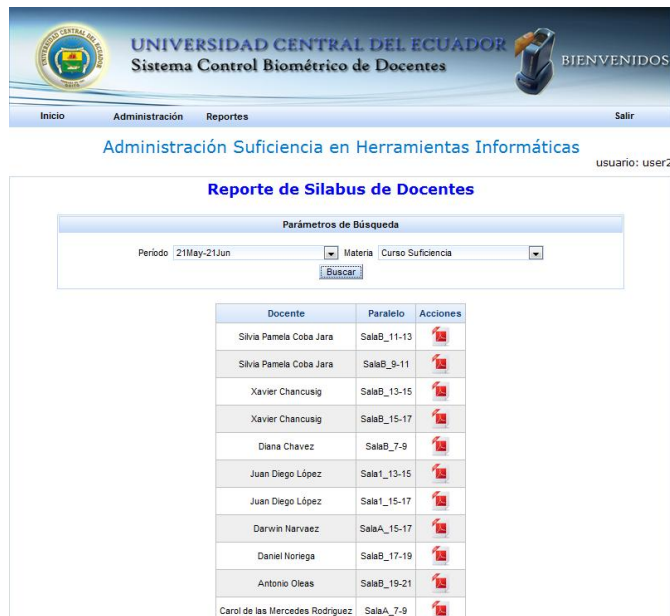 UNIVERSIDAD CENTRAL DEL ECUADOR
Sistema Control Biométrico de Docentes
BIENVENIDOS
Inicio Administración Reportes Salir
Administración Suficiencia en Herramientas Informáticas
usuario: user2
Reporte de Silabus de Docentes
Parámetros de Búsqueda
Período 21May-21Jun Materia Curso Suficiencia
Buscar
Docente Paralelo Acciones
Silvia Pamela Coba Jara SalaB_11-13
Silvia Pamela Coba Jara SalaB_9-11
Xavier Chancusig SalaB_13-15
Xavier Chancusig SalaB_15-17
Diana Chavez SalaB_7-9
Juan Diego López Sala1_13-15
Juan Diego López Sala1_15-17
Darwin Narvaez SalaA_15-17
Daniel Noriega SalaB_17-19
Antonio Oleas SalaB_19-21
Carol de las Mercedes Rodriguez SalaA_7-9